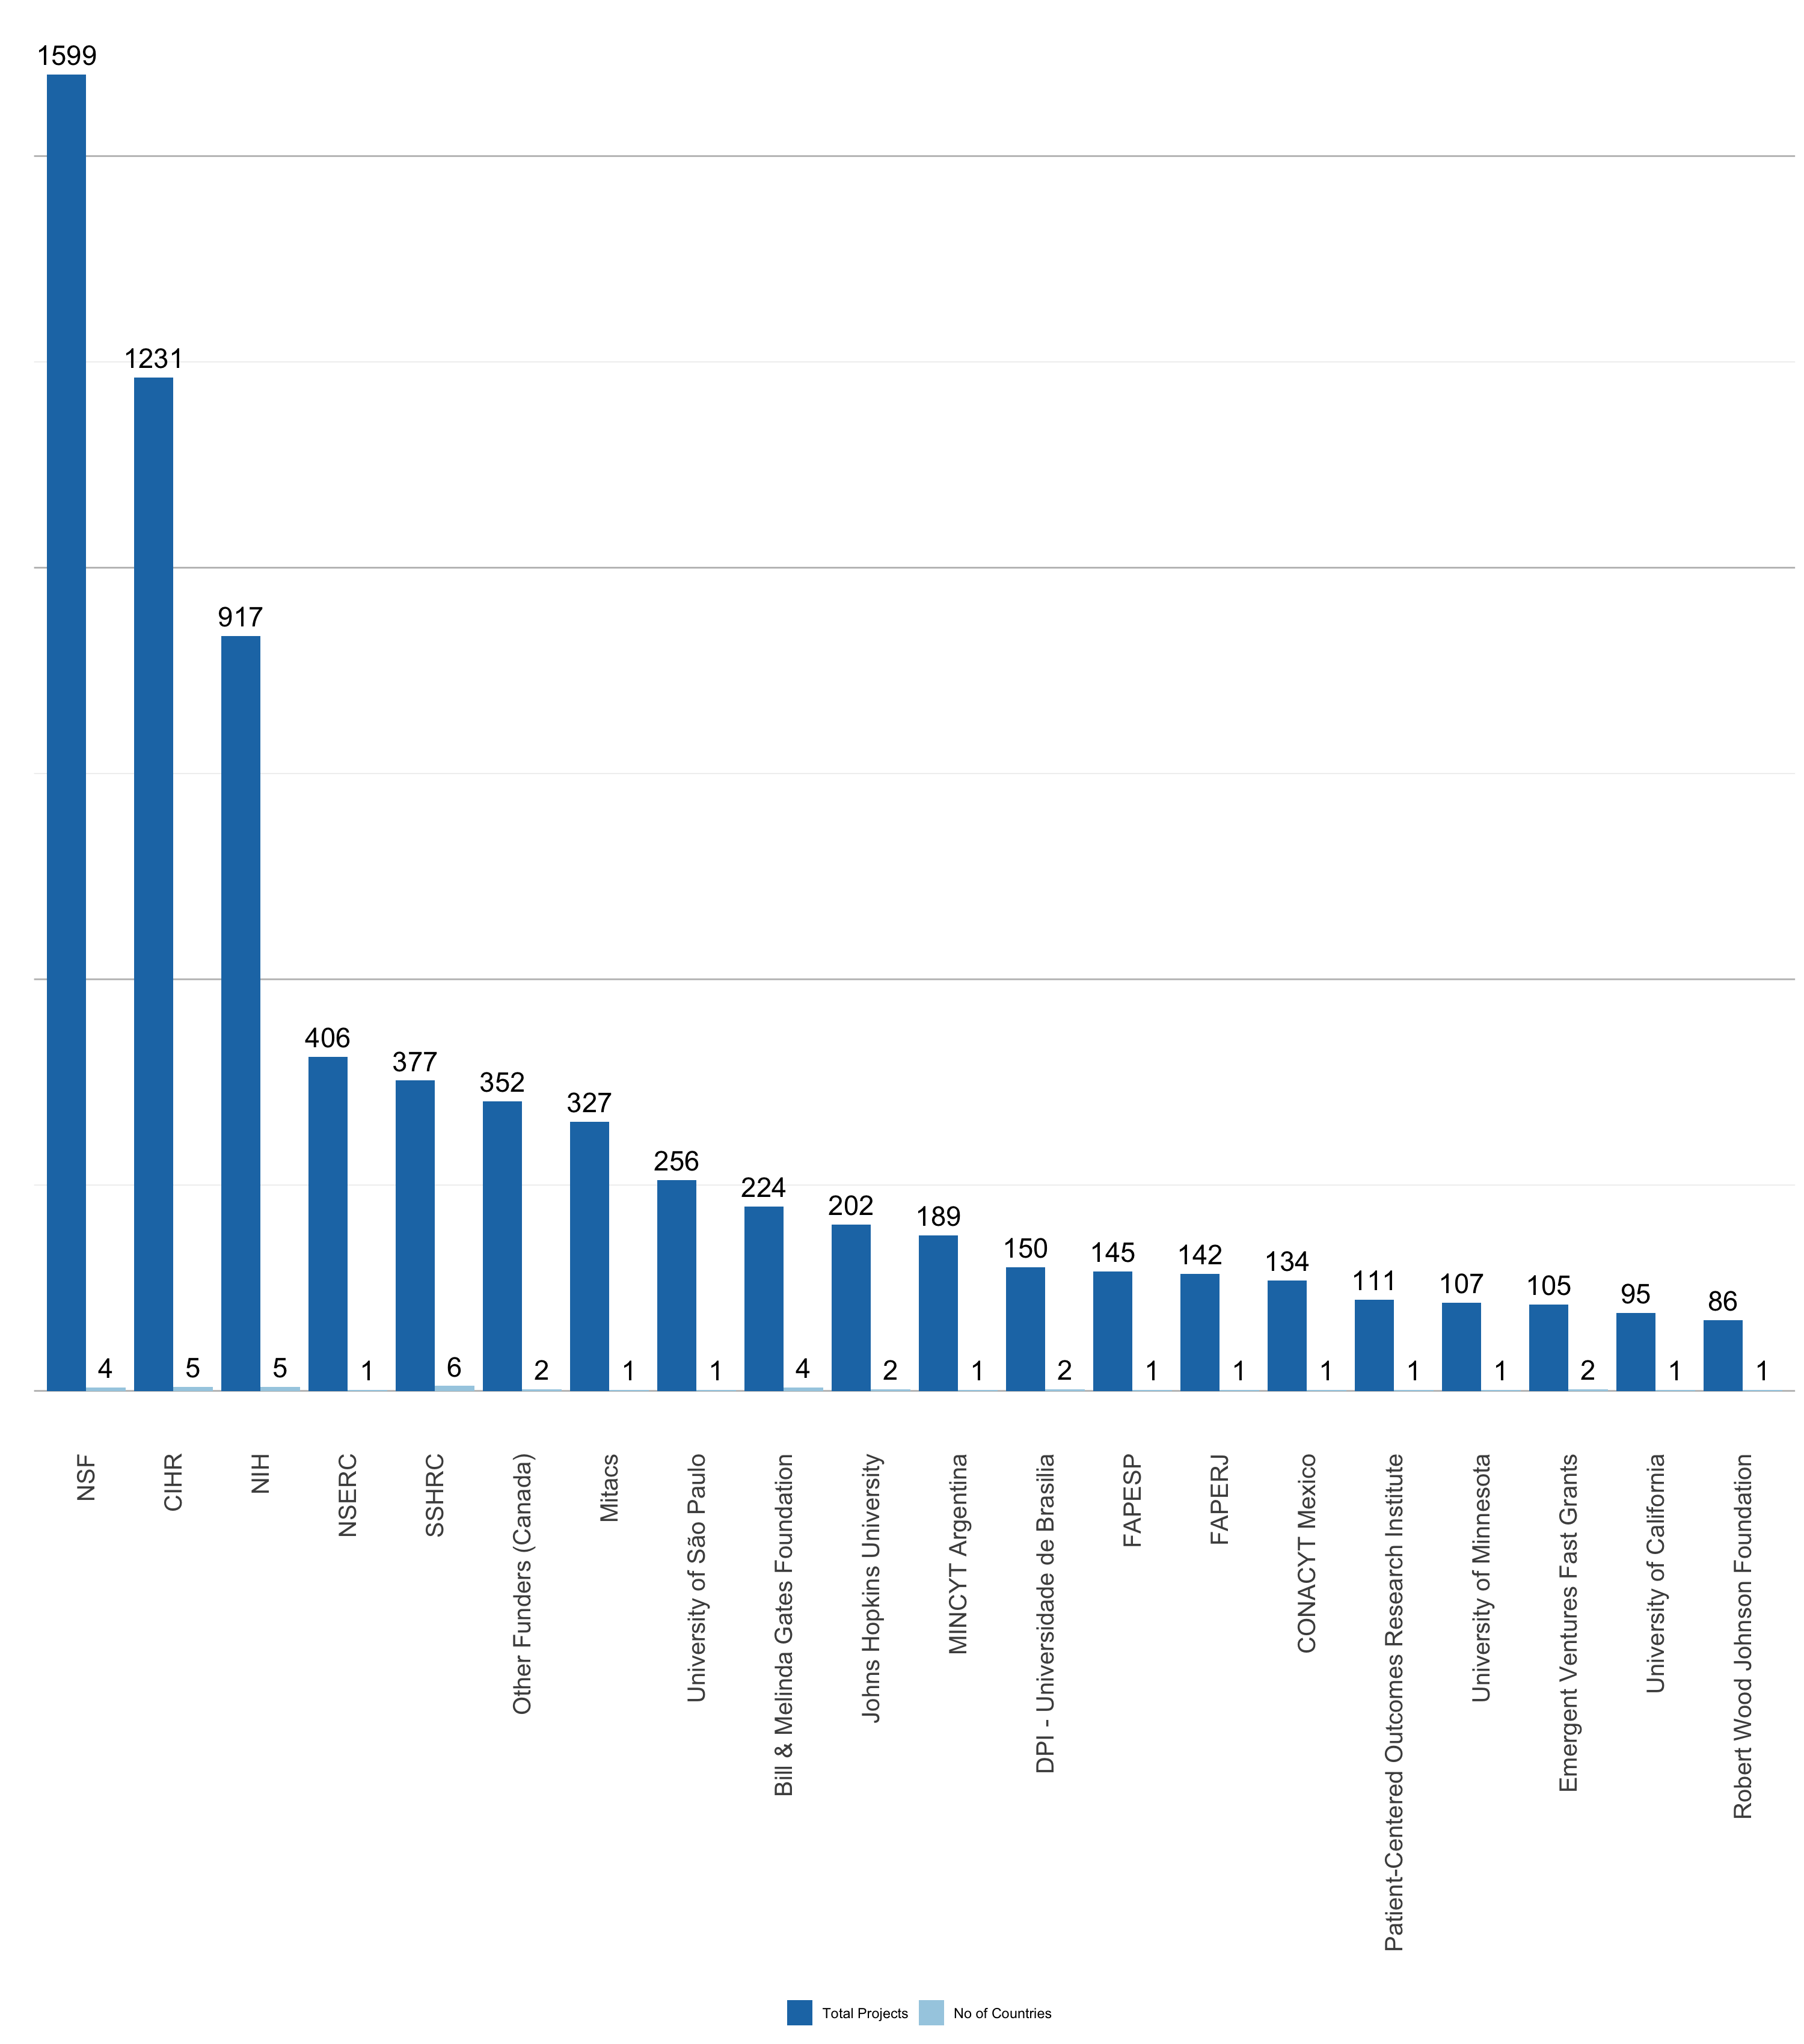 1599
1231
917
406
377
352
327
256
224
202
189
150
145
142
134
111
107
105
95
86
4
5
5
1
6
2
1
1
4
2
1
2
1
1
1
1
1
2
1
1
NSF
CIHR
NIH
NSERC
SSHRC
Other Funders (Canada)
Mitacs
University of São Paulo
Bill & Melinda Gates Foundation
Johns Hopkins University
MINCYT Argentina
DPI - Universidade de Brasilia
FAPESP
FAPERJ
CONACYT Mexico
Patient-Centered Outcomes Research Institute
University of Minnesota
Emergent Ventures Fast Grants
University of California
Robert Wood Johnson Foundation
Total Projects
No of Countries